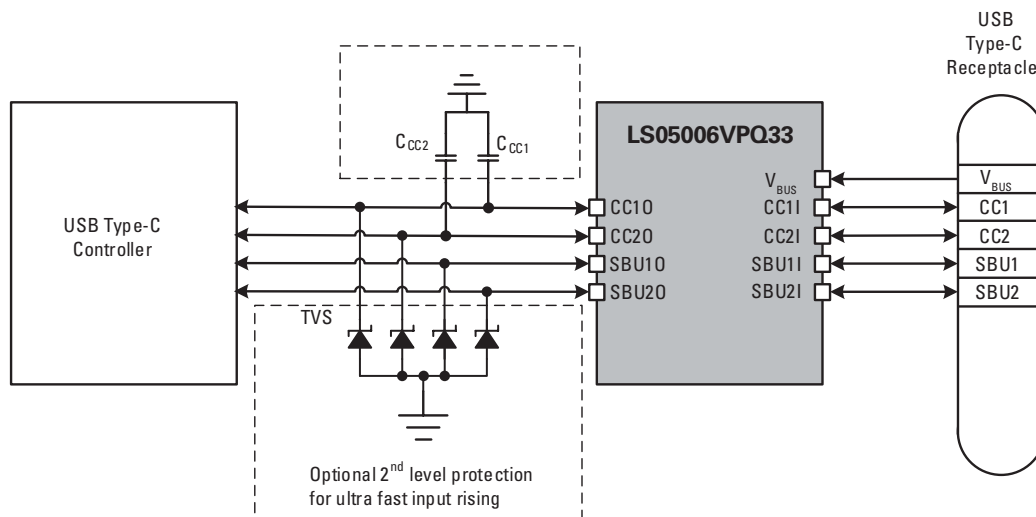 USB
Type-C
Receptacle
C_CC2
C_CC1
LS05006VPQ33
V_BUS
V_BUS
USB Type-C
Controller
CC1O
CC1I
CC1
CC2O
CC2I
CC2
SBU1O
SBU1I
SBU1
SBU2O
SBU2I
SBU2
TVS
Optional 2nd level protection
for ultra fast input rising